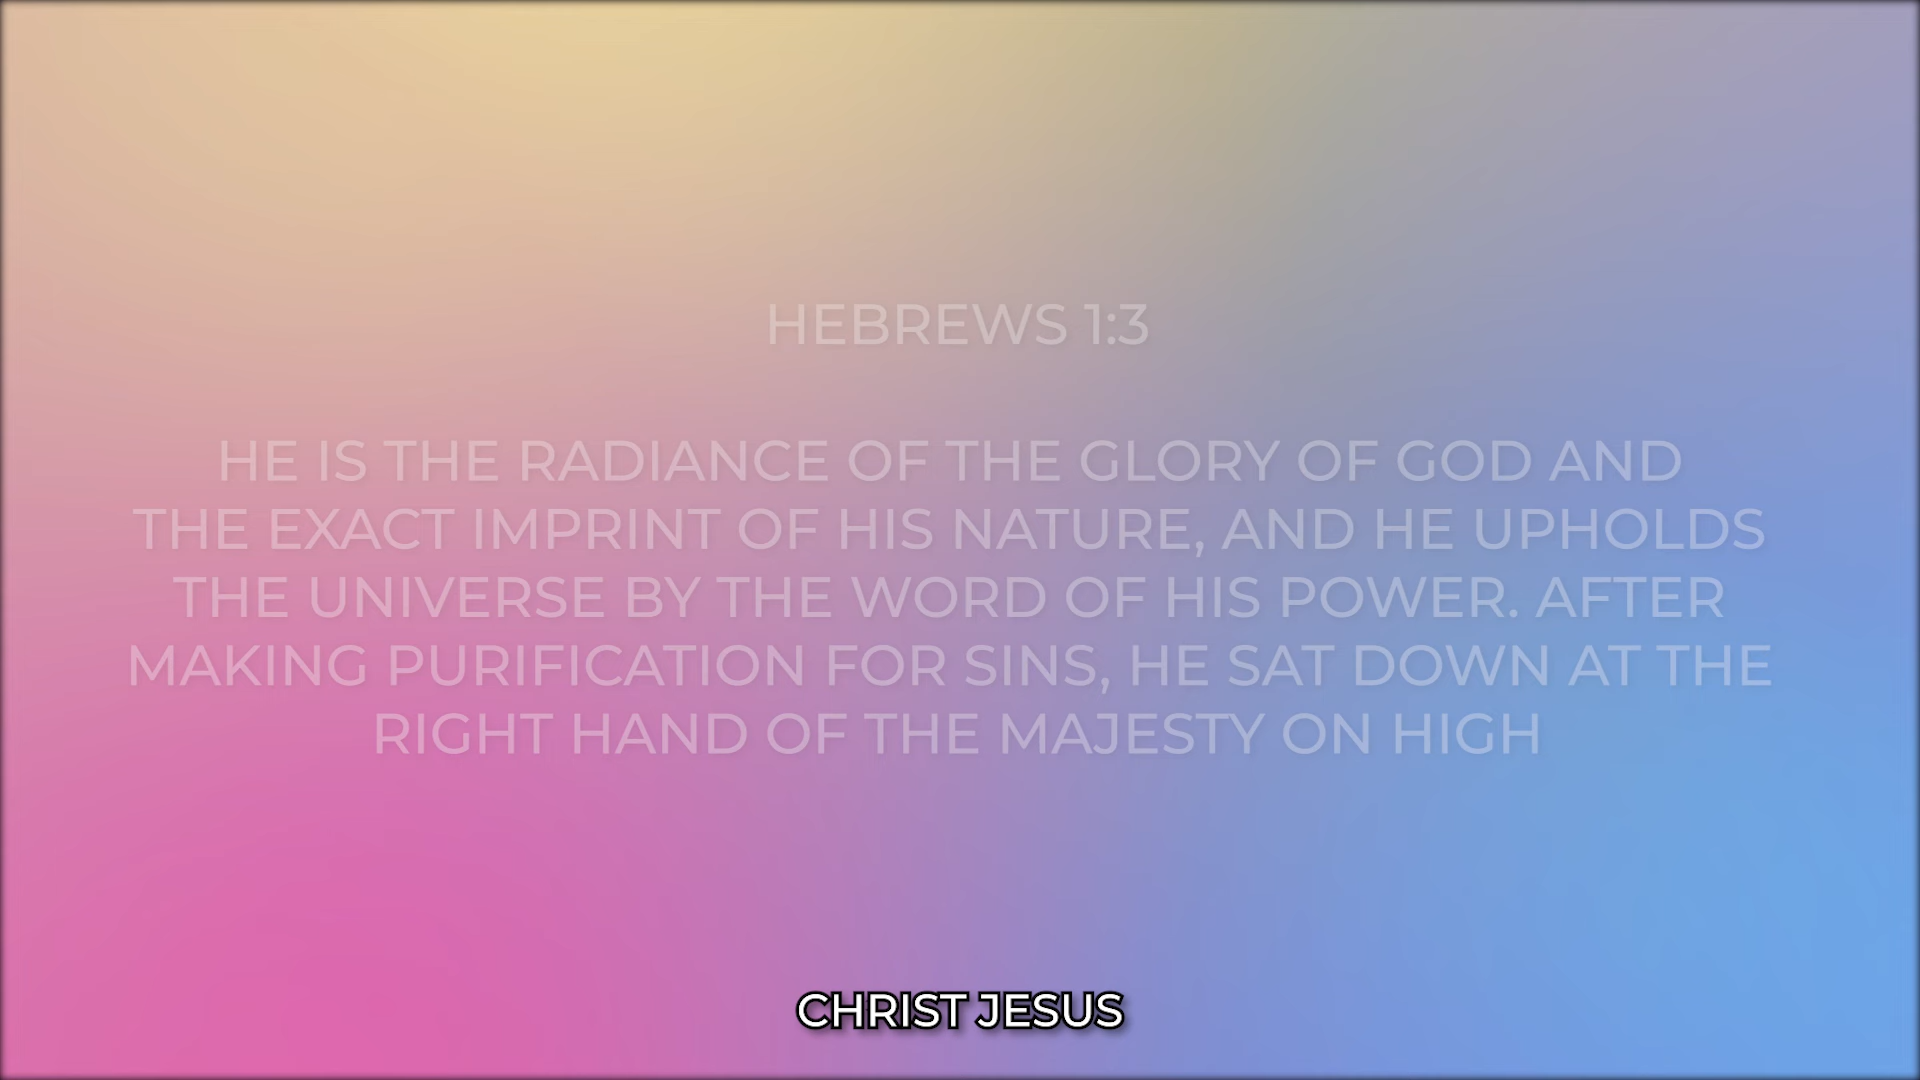 HEBREWS 1:3
HE IS THE RADIANCE OF THE GLORY OF GOD AND
THE EXACT IMPRINT OF HIS NATURE, AND HE UPHOLDS
THE UNIVERSE BY THE WORD OF HIS POWER. AFTER
MAKING PURIFICATION FOR SINS, HE SAT DOWN AT THE
RIGHT HAND OF THE MAJESTY ON HIGH
CHRIST JESUS